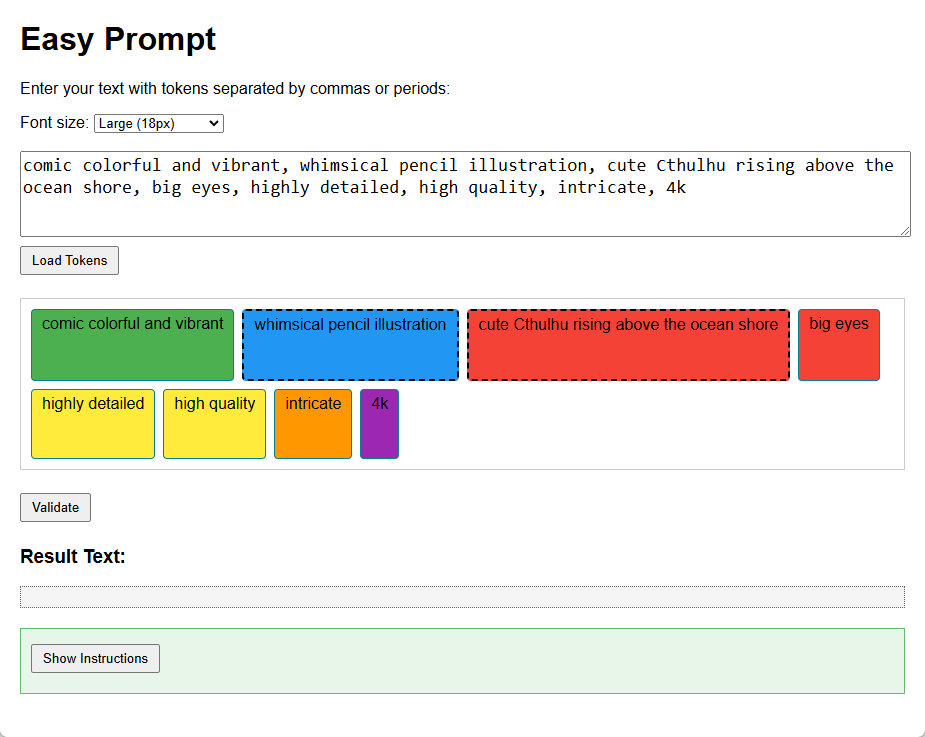 Easy Prompt
Enter your text with tokens separated by commas or periods:
Font size: Large (18px)
comic colorful and vibrant, whimsical pencil illustration, cute Cthulhu rising above the
ocean shore, big eyes, highly detailed, high quality, intricate, 4k
Load Tokens
comic colorful and vibrant whimsical pencil illustration cute Cthulhu rising above the ocean shore big eyes
highly detailed high quality intricate 4k
Validate
Result Text:
Show Instructions